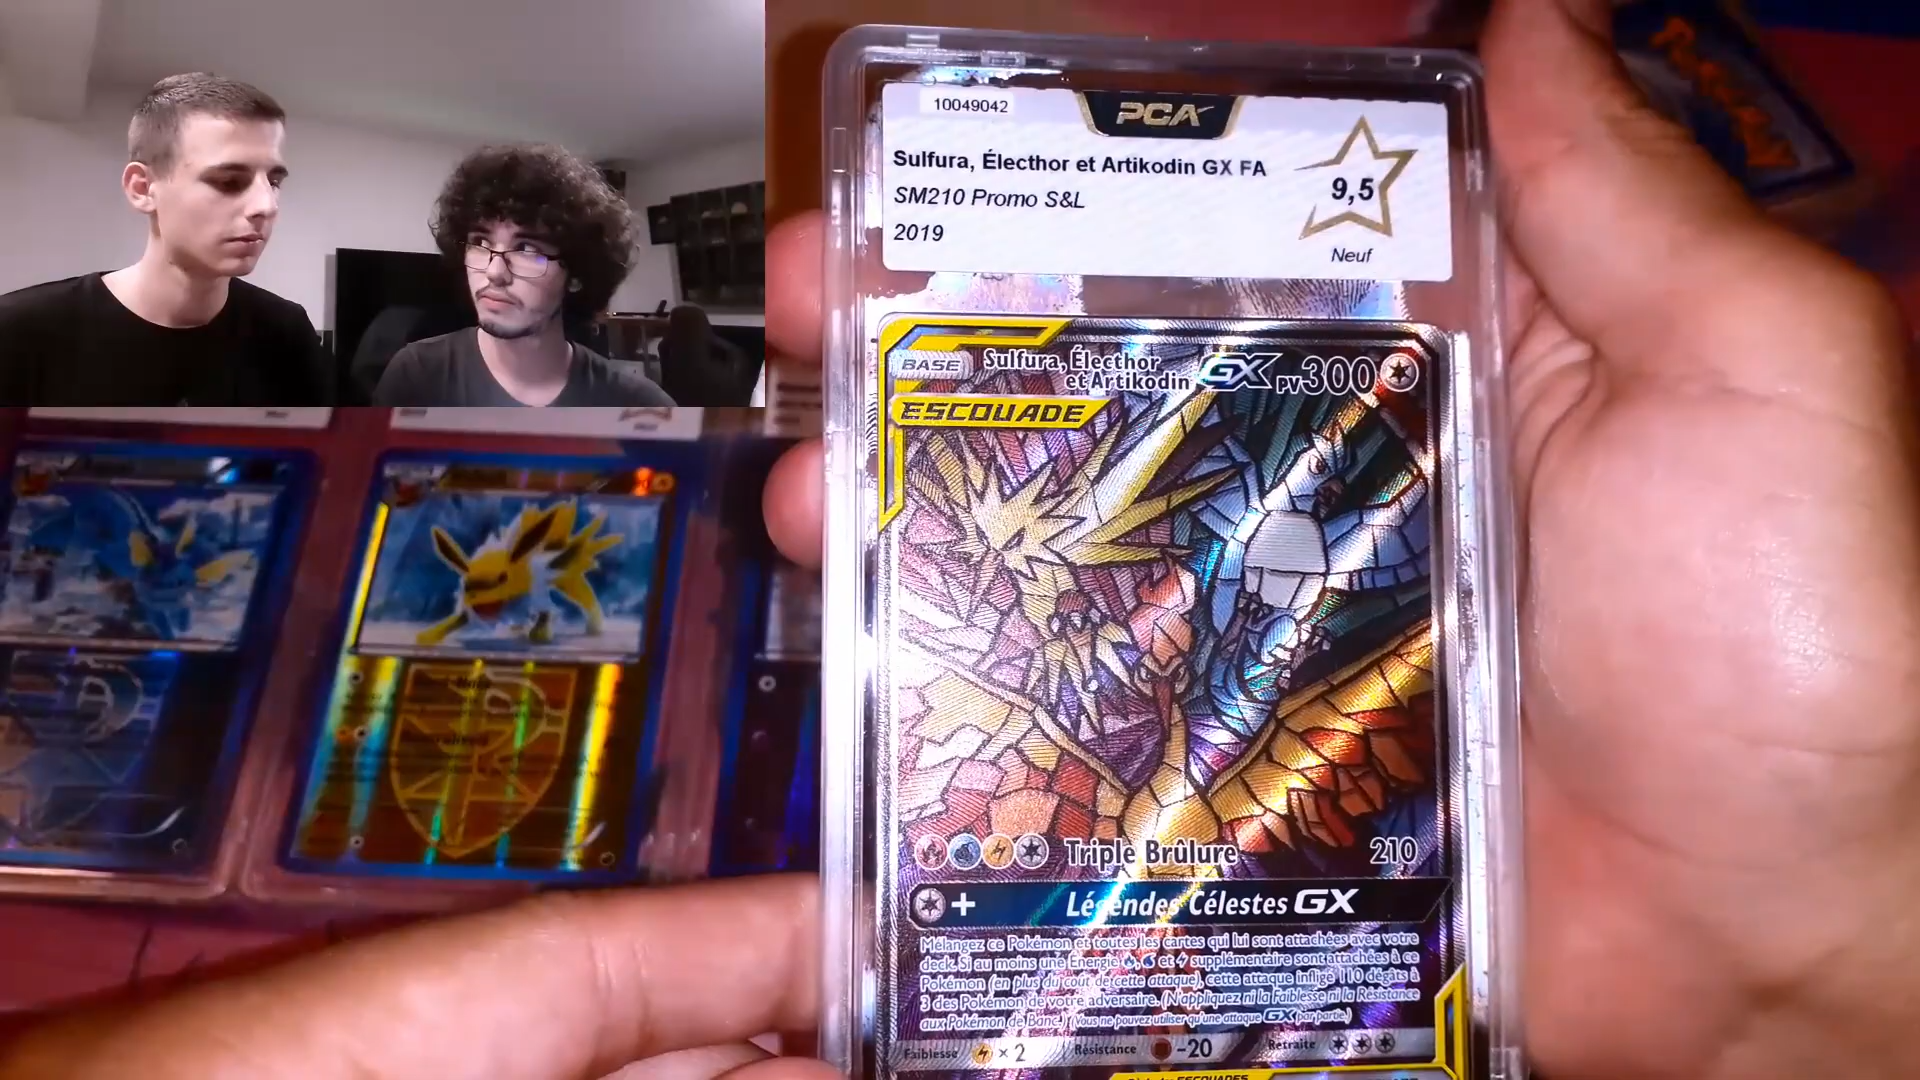 10049042
PCA
Sulfura, Électhor et Artikodin GX FA
SM210 Promo S&L
2019
9,5
Neuf
BASE
Sulfura, Électhor
et Artikodin GX PV300
ESCOUADE
Triple Brûlure 210
+ Légendes Célestes GX
Mélangez ce Pokémon et toutes les cartes qui lui sont attachées avec votre
deck. Si au moins une Énergie et supplémentaire sont attachées à ce
Pokémon (en plus du coût de cette attaque), cette attaque inflige 110 dégâts à
3 des Pokémon de votre adversaire. (N'appliquez ni la Faiblesse ni la Résistance
aux Pokémon de Banc.) (Vous ne pouvez utiliser qu'une attaque GX par partie.)
Faiblesse ×2 Résistance -20 Retraite
ESCOUADES